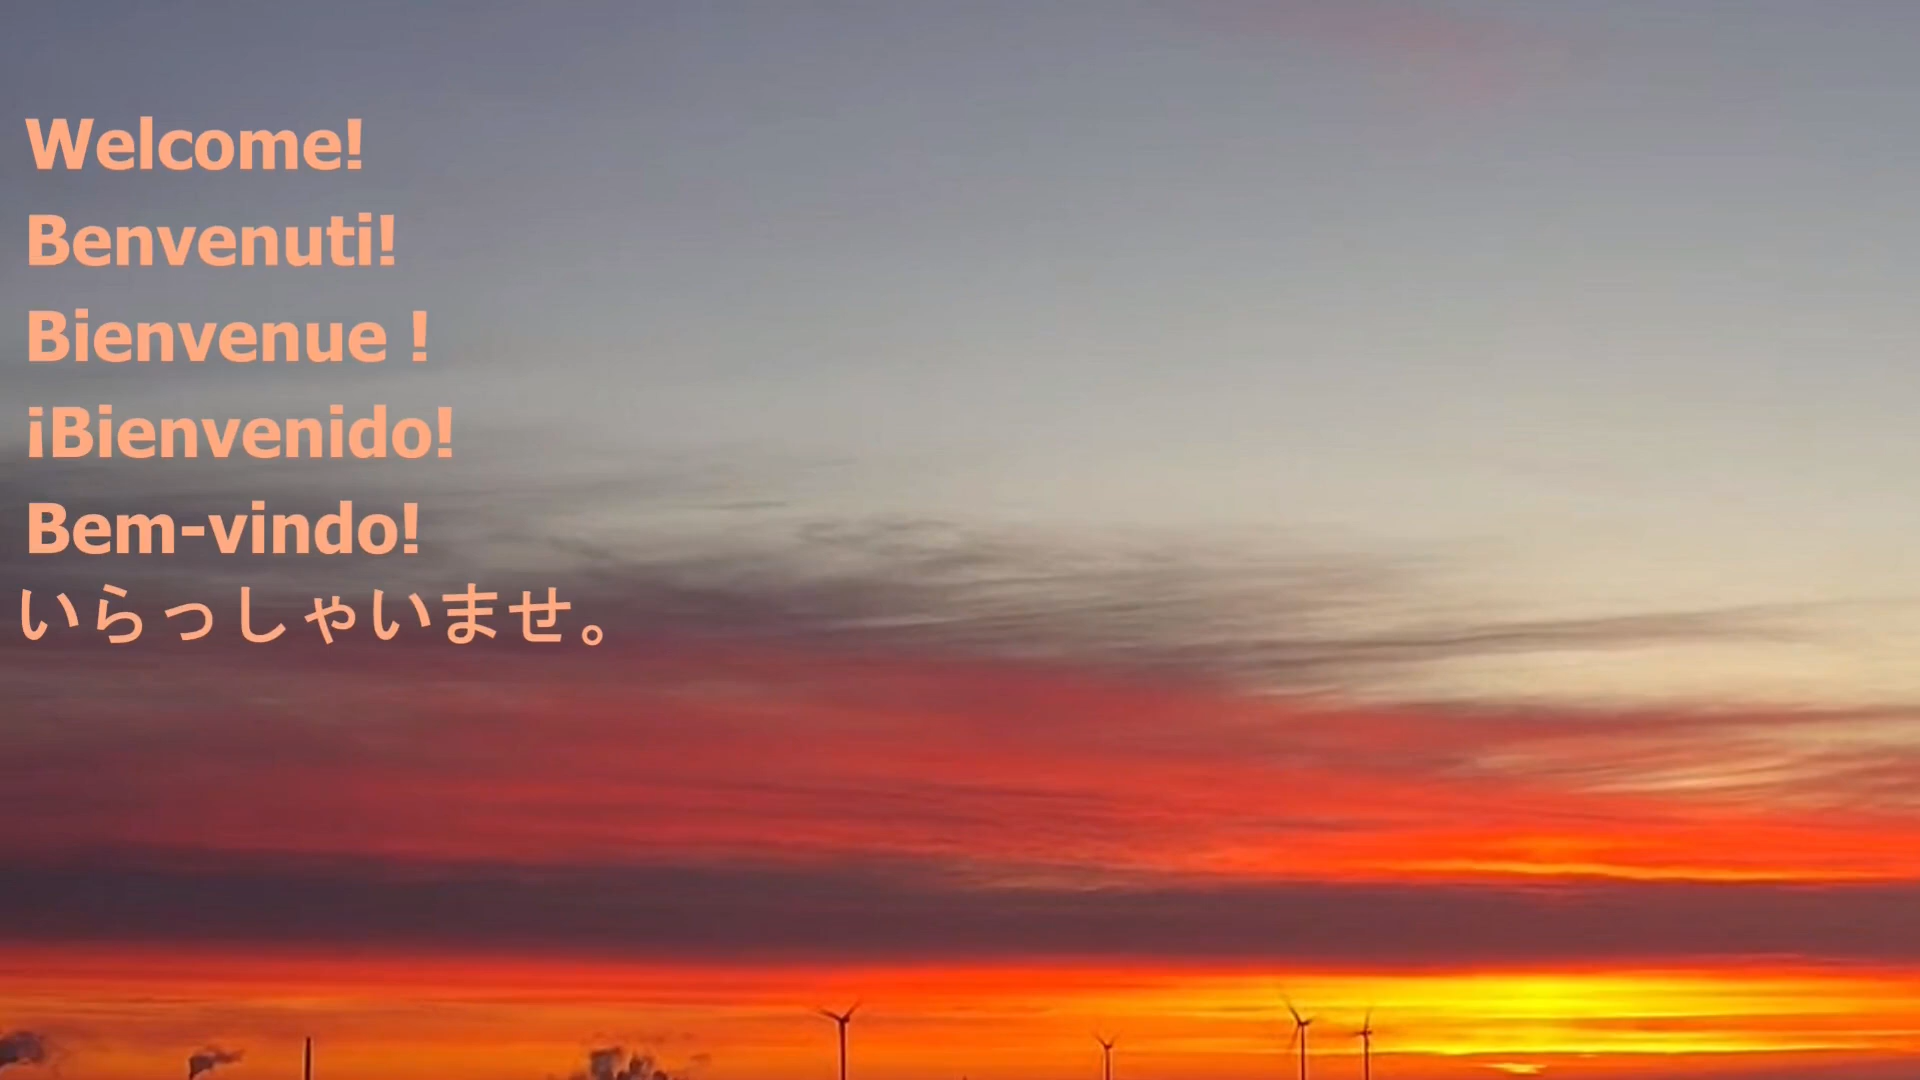 Welcome!
Benvenuti!
Bienvenue !
¡Bienvenido!
Bem-vindo!
いらっしゃいませ。